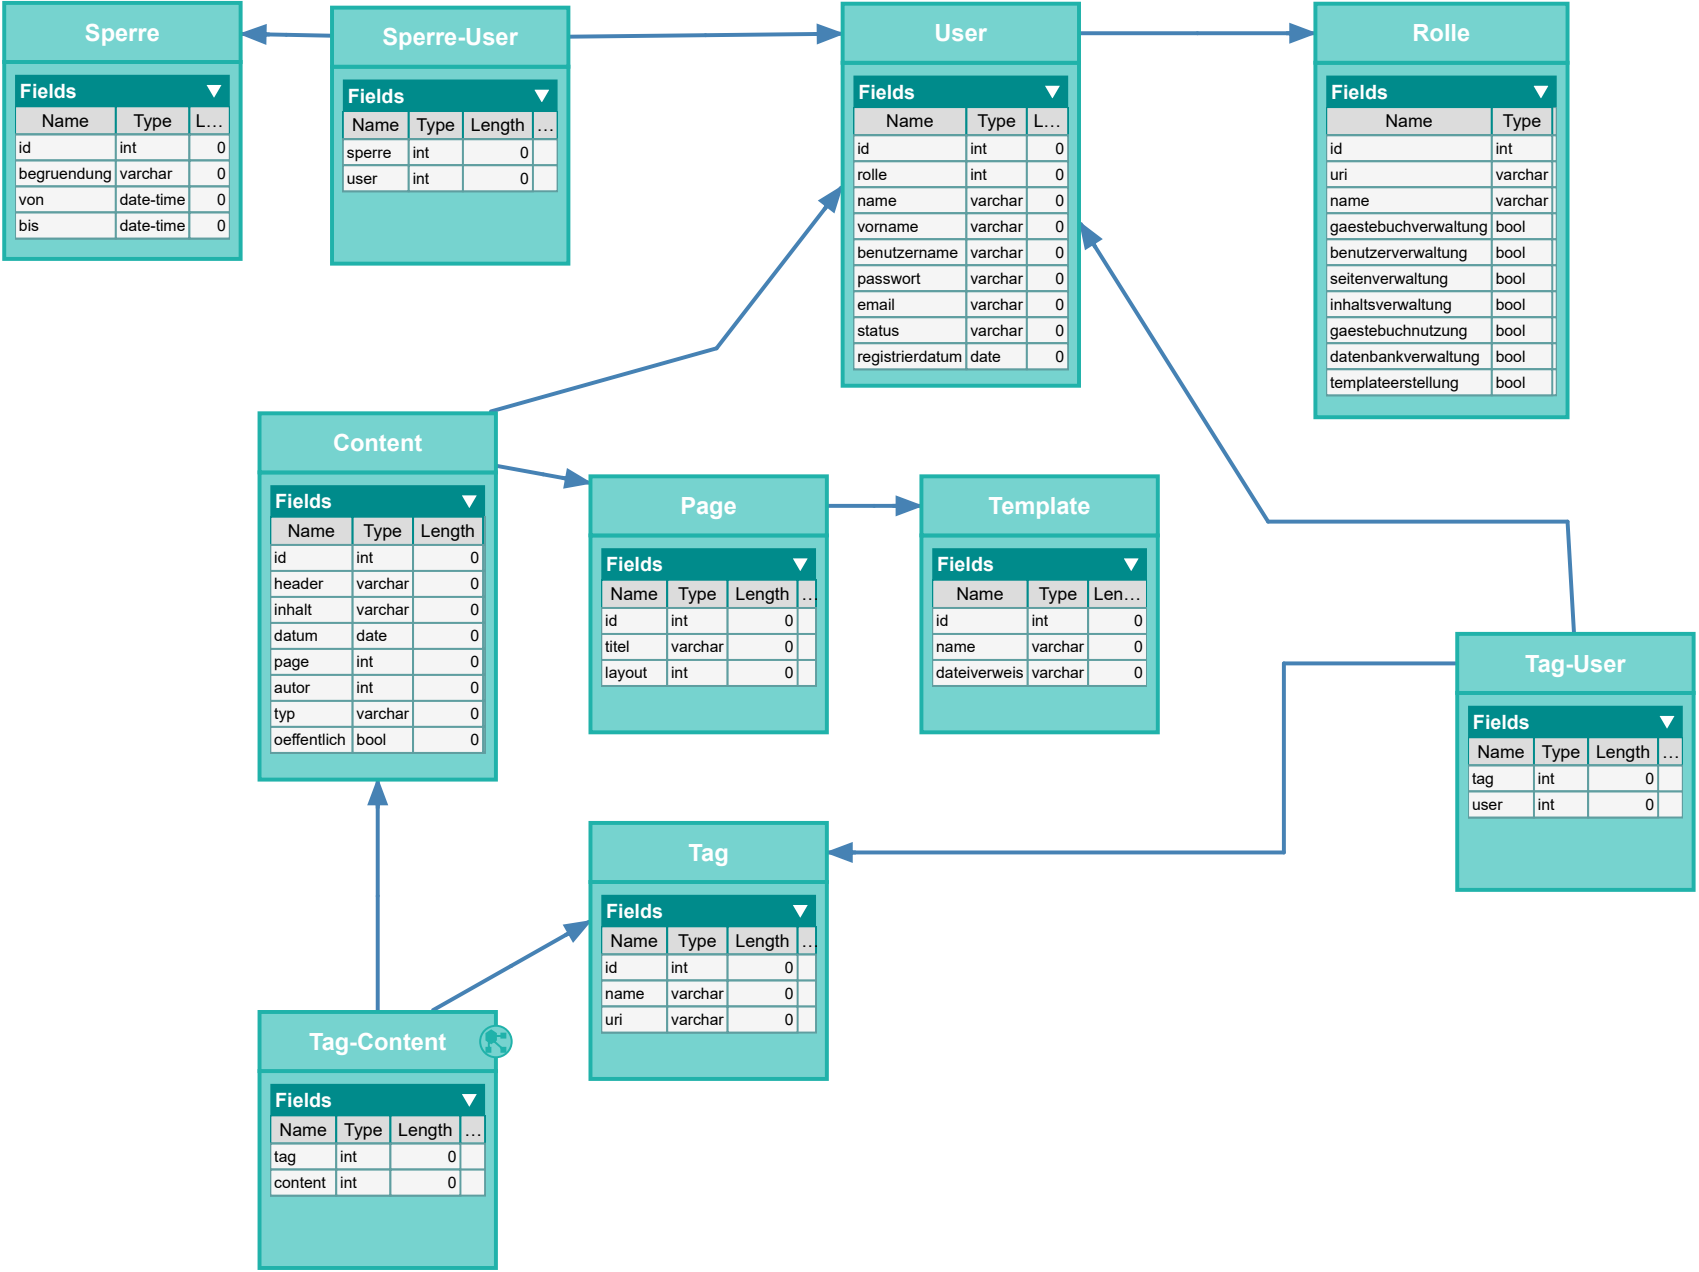 Sperre
Fields ▼
Name Type L…
id int 0
begruendung varchar 0
von date-time 0
bis date-time 0
Sperre-User
Fields ▼
Name Type Length …
sperre int 0
user int 0
User
Fields ▼
Name Type L…
id int 0
rolle int 0
name varchar 0
vorname varchar 0
benutzername varchar 0
passwort varchar 0
email varchar 0
status varchar 0
registrierdatum date 0
Rolle
Fields ▼
Name Type
id int
uri varchar
name varchar
gaestebuchverwaltung bool
benutzerverwaltung bool
seitenverwaltung bool
inhaltsverwaltung bool
gaestebuchnutzung bool
datenbankverwaltung bool
templateerstellung bool
Content
Fields ▼
Name Type Length
id int 0
header varchar 0
inhalt varchar 0
datum date 0
page int 0
autor int 0
typ varchar 0
oeffentlich bool 0
Page
Fields ▼
Name Type Length …
id int 0
titel varchar 0
layout int 0
Template
Fields ▼
Name Type Len…
id int 0
name varchar 0
dateiverweis varchar 0
Tag-User
Fields ▼
Name Type Length …
tag int 0
user int 0
Tag
Fields ▼
Name Type Length …
id int 0
name varchar 0
uri varchar 0
Tag-Content
Fields ▼
Name Type Length …
tag int 0
content int 0